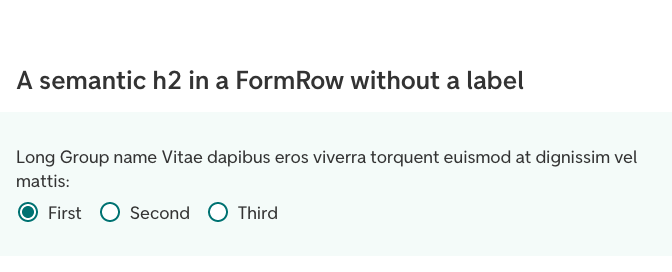 A semantic h2 in a FormRow without a label
Long Group name Vitae dapibus eros viverra torquent euismod at dignissim vel
mattis:
First Second Third